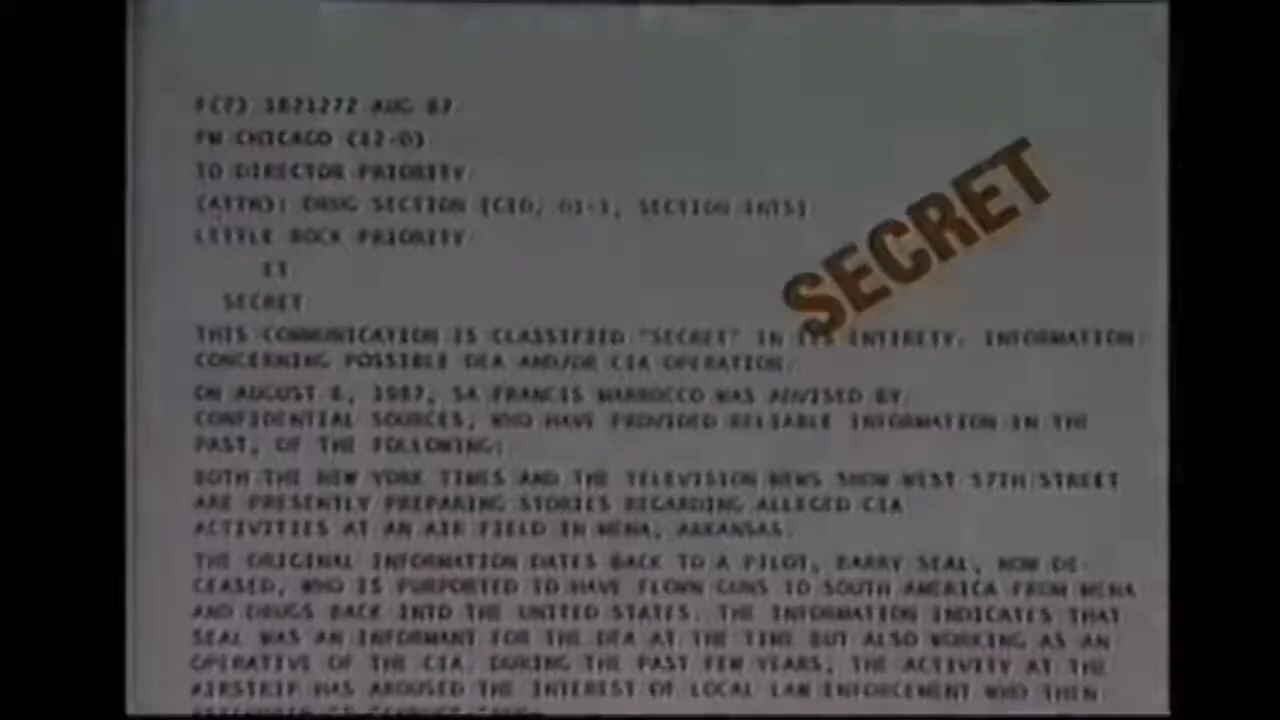 1821272 AUG 87
FM CHICAGO (12-0)
TO DIRECTOR PRIORITY
(ATTN): DRUG SECTION [CID, SECTION
LITTLE ROCK PRIORITY
SECRET
SECRET
THIS COMMUNICATION IS CLASSIFIED "SECRET" IN ITS ENTIRETY. INFORMATION
CONCERNING POSSIBLE DEA AND/OR CIA OPERATION.
ON AUGUST 1987, SA FRANCIS MARROCCO WAS ADVISED BY
CONFIDENTIAL SOURCES, WHO HAVE PROVIDED RELIABLE INFORMATION IN THE
PAST, OF THE FOLLOWING:
BOTH THE NEW YORK TIMES AND THE TELEVISION NEWS SHOW WEST 57TH STREET
ARE PRESENTLY PREPARING STORIES REGARDING ALLEGED CIA
ACTIVITIES AT AN AIR FIELD IN MENA, ARKANSAS.
THE ORIGINAL INFORMATION DATES BACK TO A PILOT, BARRY SEAL, NOW DE-
CEASED, WHO IS PURPORTED TO HAVE FLOWN GUNS TO SOUTH AMERICA FROM MENA
AND DRUGS BACK INTO THE UNITED STATES. THE INFORMATION INDICATES THAT
SEAL WAS AN INFORMANT FOR THE DEA AT THE TIME BUT ALSO WORKING AS AN
OPERATIVE OF THE CIA. DURING THE PAST FEW YEARS, THE ACTIVITY AT THE
AIRSTRIP HAS AROUSED THE INTEREST OF LOCAL LAW ENFORCEMENT WHO THEN